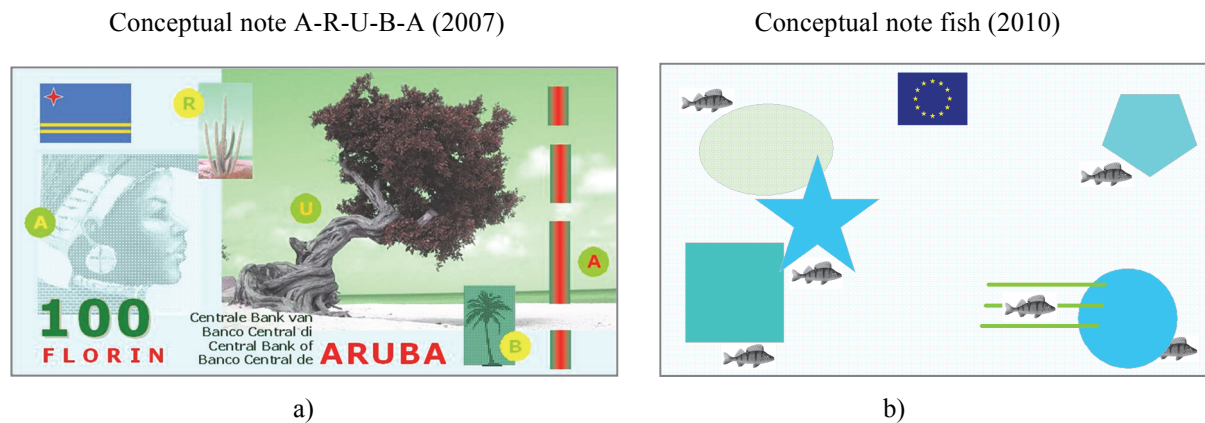 Conceptual note A-R-U-B-A (2007)
Conceptual note fish (2010)
R
A
U
A
100
FLORIN
Centrale Bank van
Banco Central di
Central Bank of
Banco Central de
ARUBA
B
a)
b)